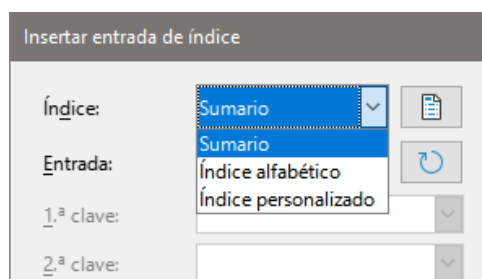 Insertar entrada de índice
Índice: Sumario
Sumario
Entrada:
Índice alfabético
Índice personalizado
1.ª clave:
2.ª clave: